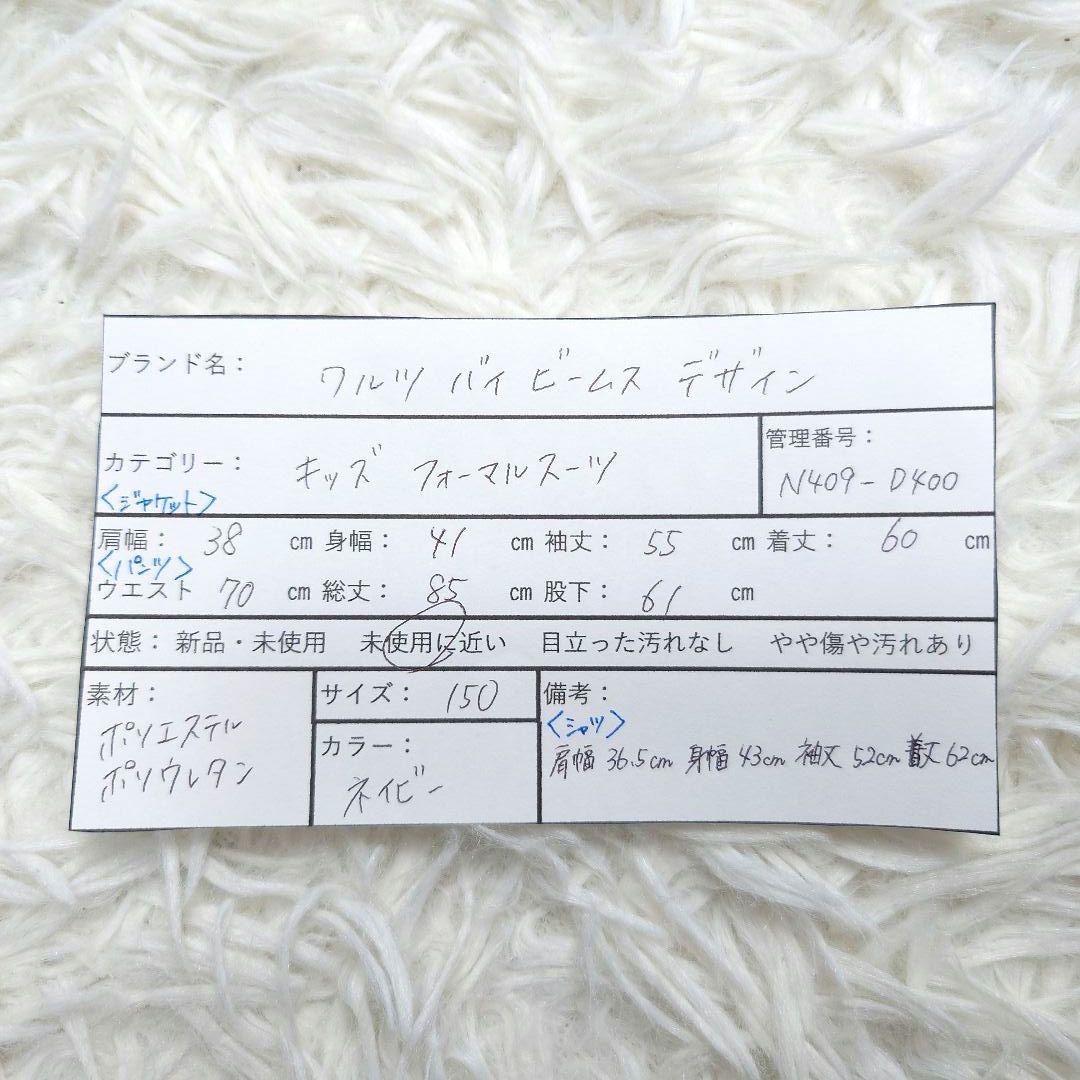 ブランド名： ワルツ バイ ビームス デザイン
カテゴリー： キッズ フォーマルスーツ
管理番号：
N409-D400
〈ジャケット〉
肩幅： 38 cm 身幅： 41 cm 袖丈： 55 cm 着丈： 60 cm
〈パンツ〉
ウエスト 70 cm 総丈： 85 cm 股下： 61 cm
状態： 新品・未使用 未使用に近い 目立った汚れなし やや傷や汚れあり
素材：
ポリエステル
ポリウレタン
サイズ： 150
カラー：
ネイビー
備考：
〈シャツ〉
肩幅 36.5cm 身幅 43cm 袖丈 52cm 着丈 62cm